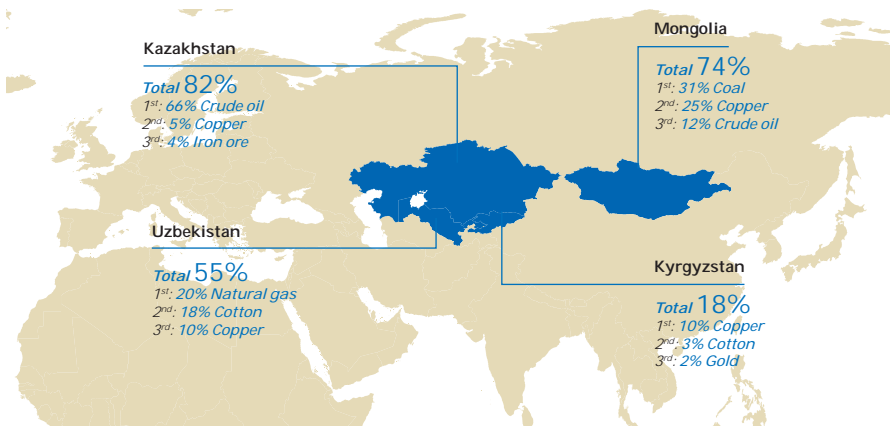 Kazakhstan
Total 82%
1st: 66% Crude oil
2nd: 5% Copper
3rd: 4% Iron ore
Mongolia
Total 74%
1st: 31% Coal
2nd: 25% Copper
3rd: 12% Crude oil
Uzbekistan
Total 55%
1st: 20% Natural gas
2nd: 18% Cotton
3rd: 10% Copper
Kyrgyzstan
Total 18%
1st: 10% Copper
2nd: 3% Cotton
3rd: 2% Gold